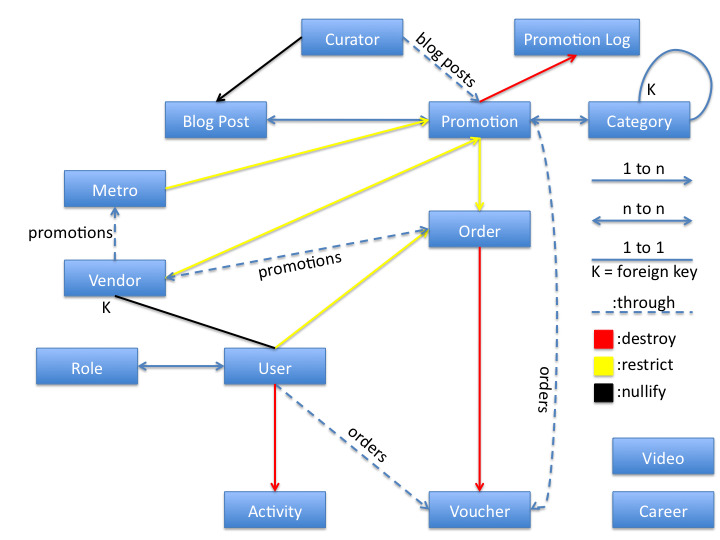 Curator
Promotion Log
blog posts
K
Blog Post
Promotion
Category
1 to n
Metro
n to n
promotions
Order
1 to 1
promotions
K = foreign key
Vendor
K
:through
:destroy
Role
User
:restrict
orders
:nullify
orders
Video
Activity
Voucher
Career